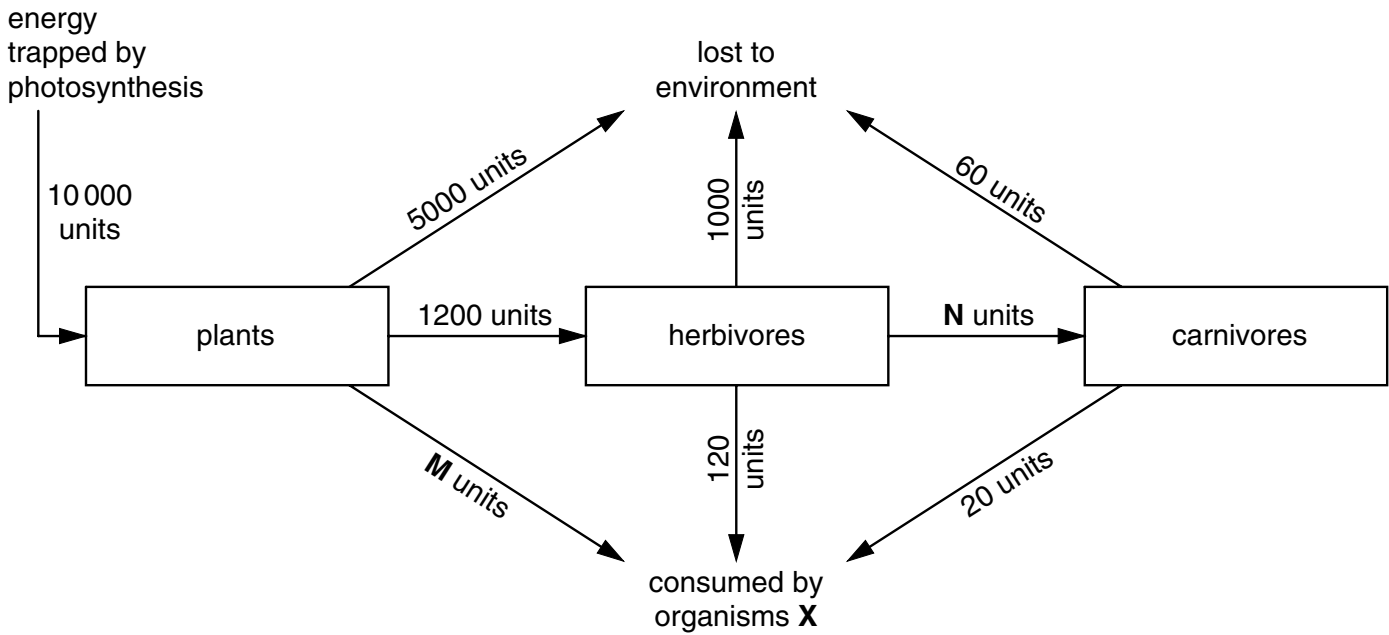 energy
trapped by
photosynthesis
lost to
environment
10 000
units
5000 units
1000
units
60 units
plants
1200 units
herbivores
N units
carnivores
M units
120
units
20 units
consumed by
organisms X